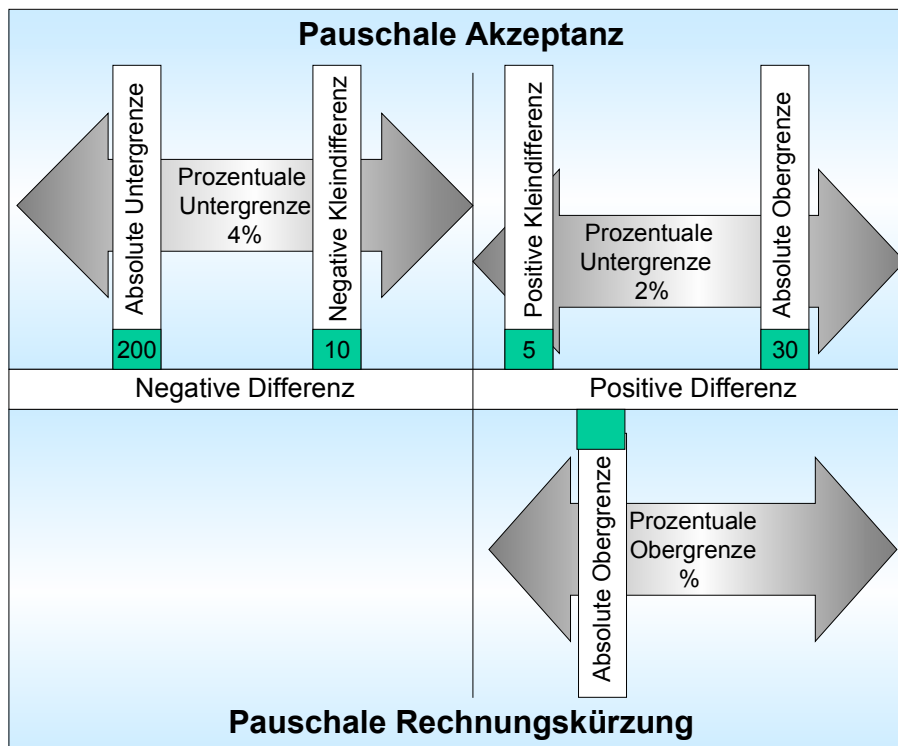 Pauschale Akzeptanz
Absolute Untergrenze
200
Prozentuale
Untergrenze
4%
Negative Kleindifferenz
10
Positive Kleindifferenz
5
Prozentuale
Untergrenze
2%
Absolute Obergrenze
30
Negative Differenz
Positive Differenz
Absolute Obergrenze
Prozentuale
Obergrenze
%
Pauschale Rechnungskürzung